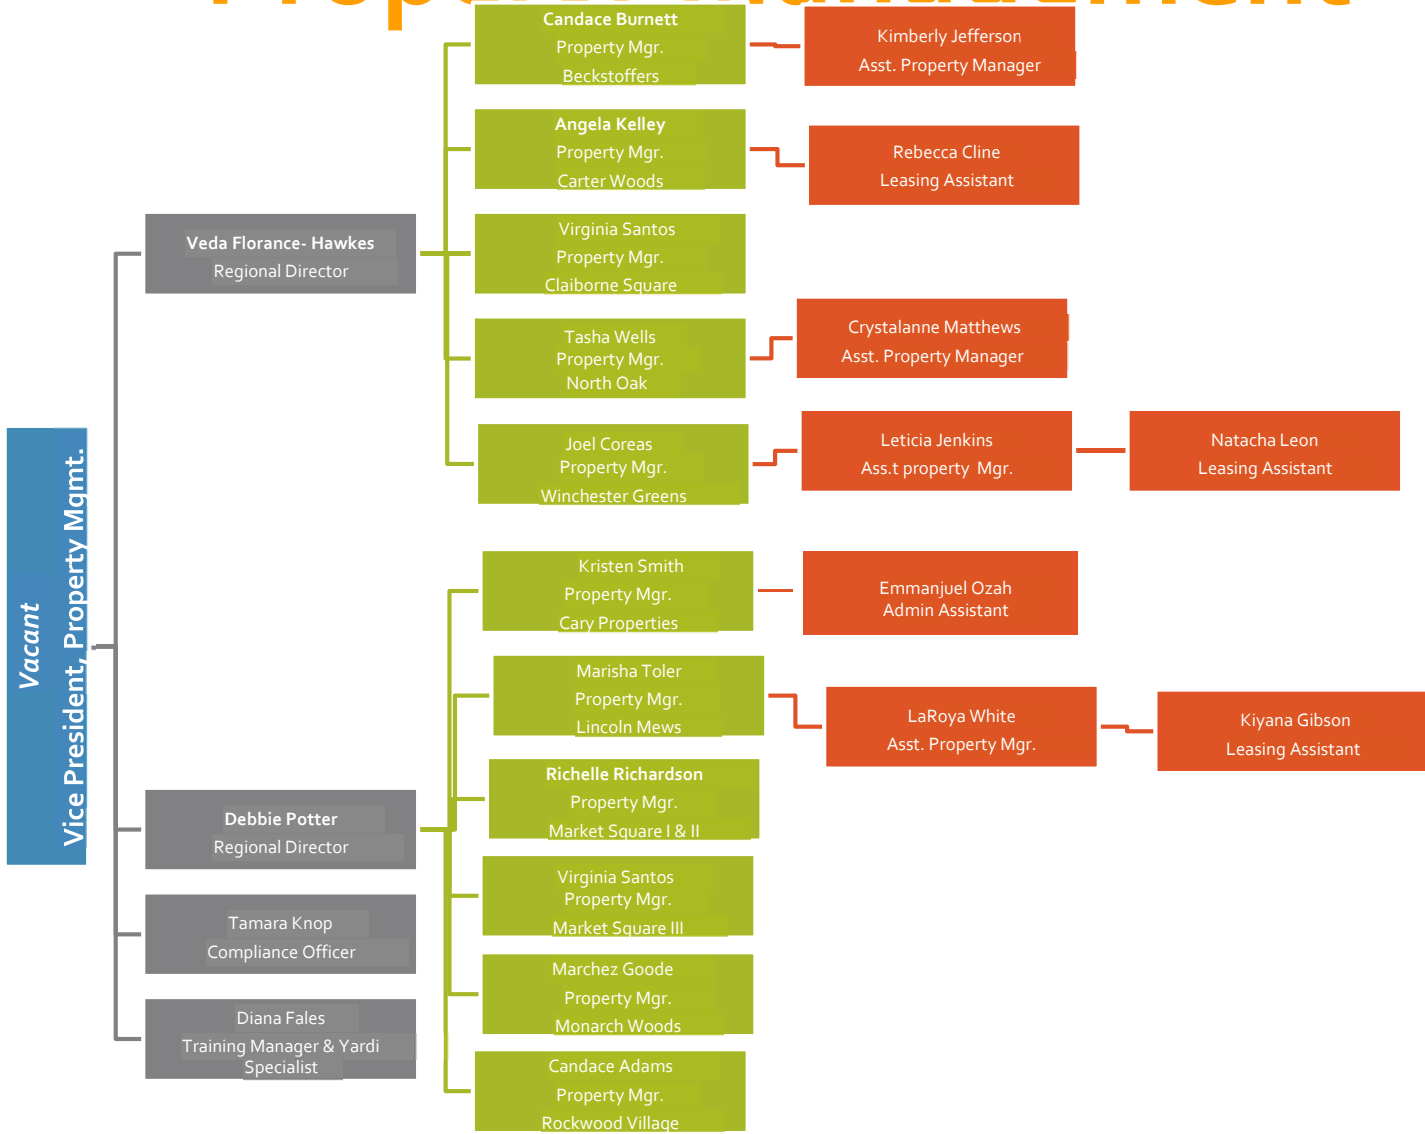 Property Management
Candace Burnett
Property Mgr.
Beckstoffers
Kimberly Jefferson
Asst. Property Manager
Angela Kelley
Property Mgr.
Carter Woods
Rebecca Cline
Leasing Assistant
Veda Florance- Hawkes
Regional Director
Virginia Santos
Property Mgr.
Claiborne Square
Tasha Wells
Property Mgr.
North Oak
Crystalanne Matthews
Asst. Property Manager
Joel Coreas
Property Mgr.
Winchester Greens
Leticia Jenkins
Ass.t property Mgr.
Natacha Leon
Leasing Assistant
Vacant
Vice President, Property Mgmt.
Kristen Smith
Property Mgr.
Cary Properties
Emmanjuel Ozah
Admin Assistant
Marisha Toler
Property Mgr.
Lincoln Mews
LaRoya White
Asst. Property Mgr.
Kiyana Gibson
Leasing Assistant
Richelle Richardson
Property Mgr.
Market Square I & II
Debbie Potter
Regional Director
Virginia Santos
Property Mgr.
Market Square III
Tamara Knop
Compliance Officer
Marchez Goode
Property Mgr.
Monarch Woods
Diana Fales
Training Manager & Yardi
Specialist
Candace Adams
Property Mgr.
Rockwood Village